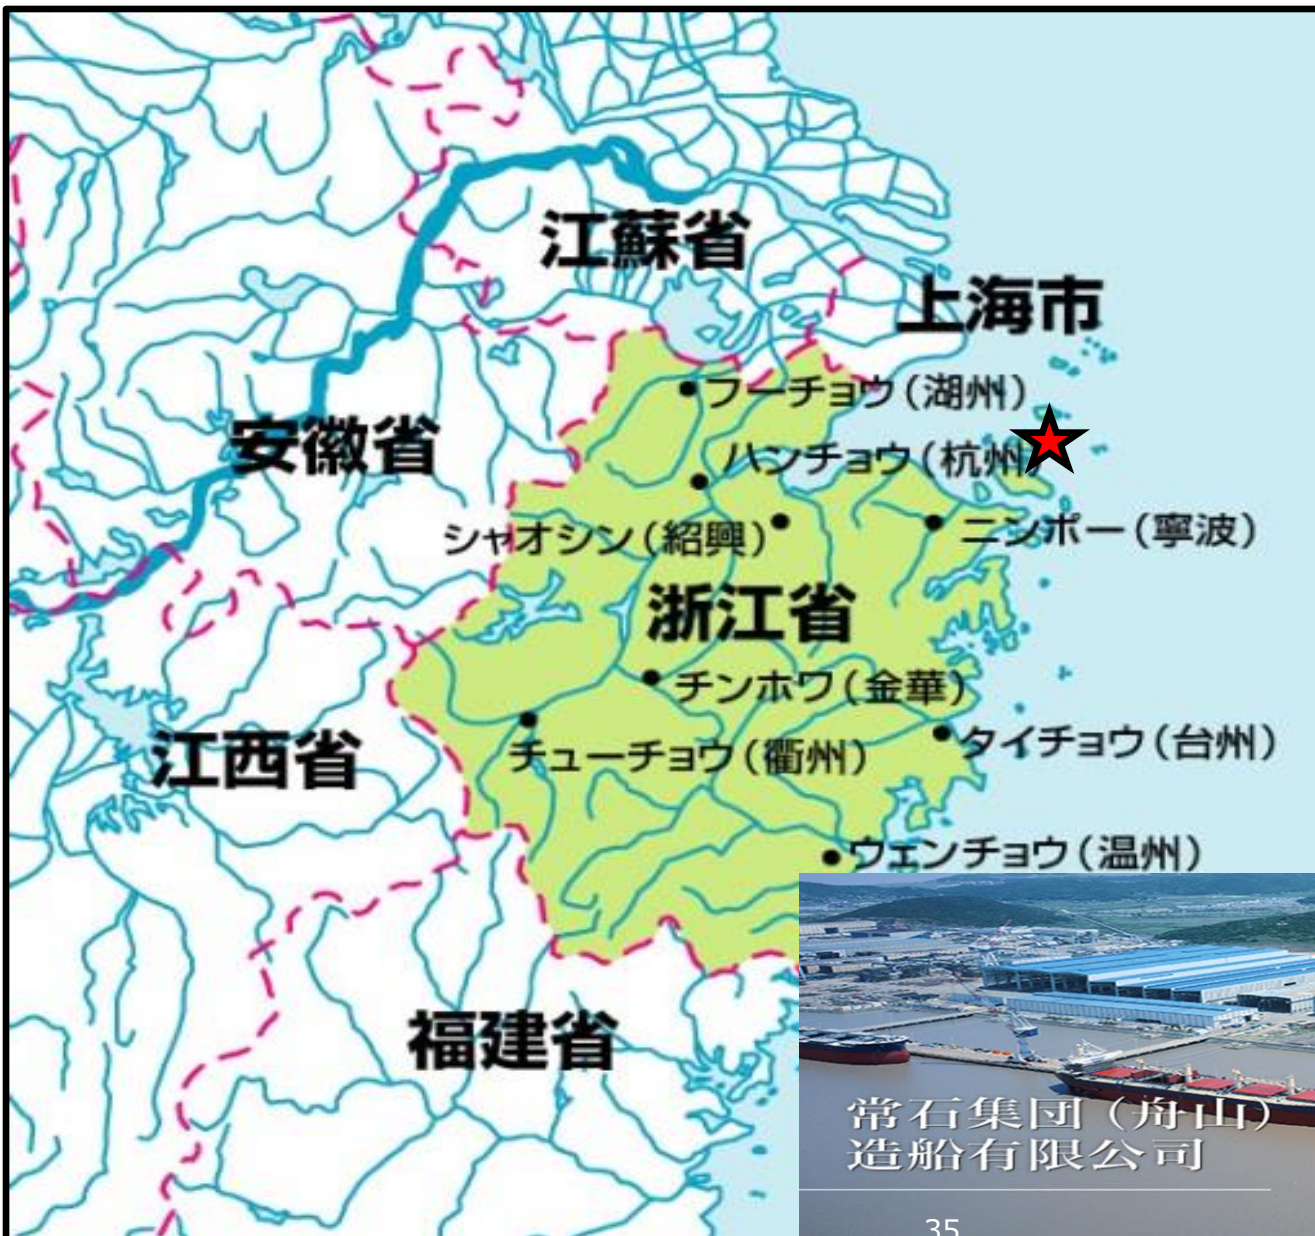 江蘇省
上海市
フーチョウ(湖州)
安徽省
ハンチョウ(杭州)
シャオシン(紹興)
ニンポー(寧波)
浙江省
チンホワ(金華)
江西省
チューチョウ(衢州)
タイチョウ(台州)
ウェンチョウ(温州)
福建省
常石集団(舟山)
造船有限公司
35